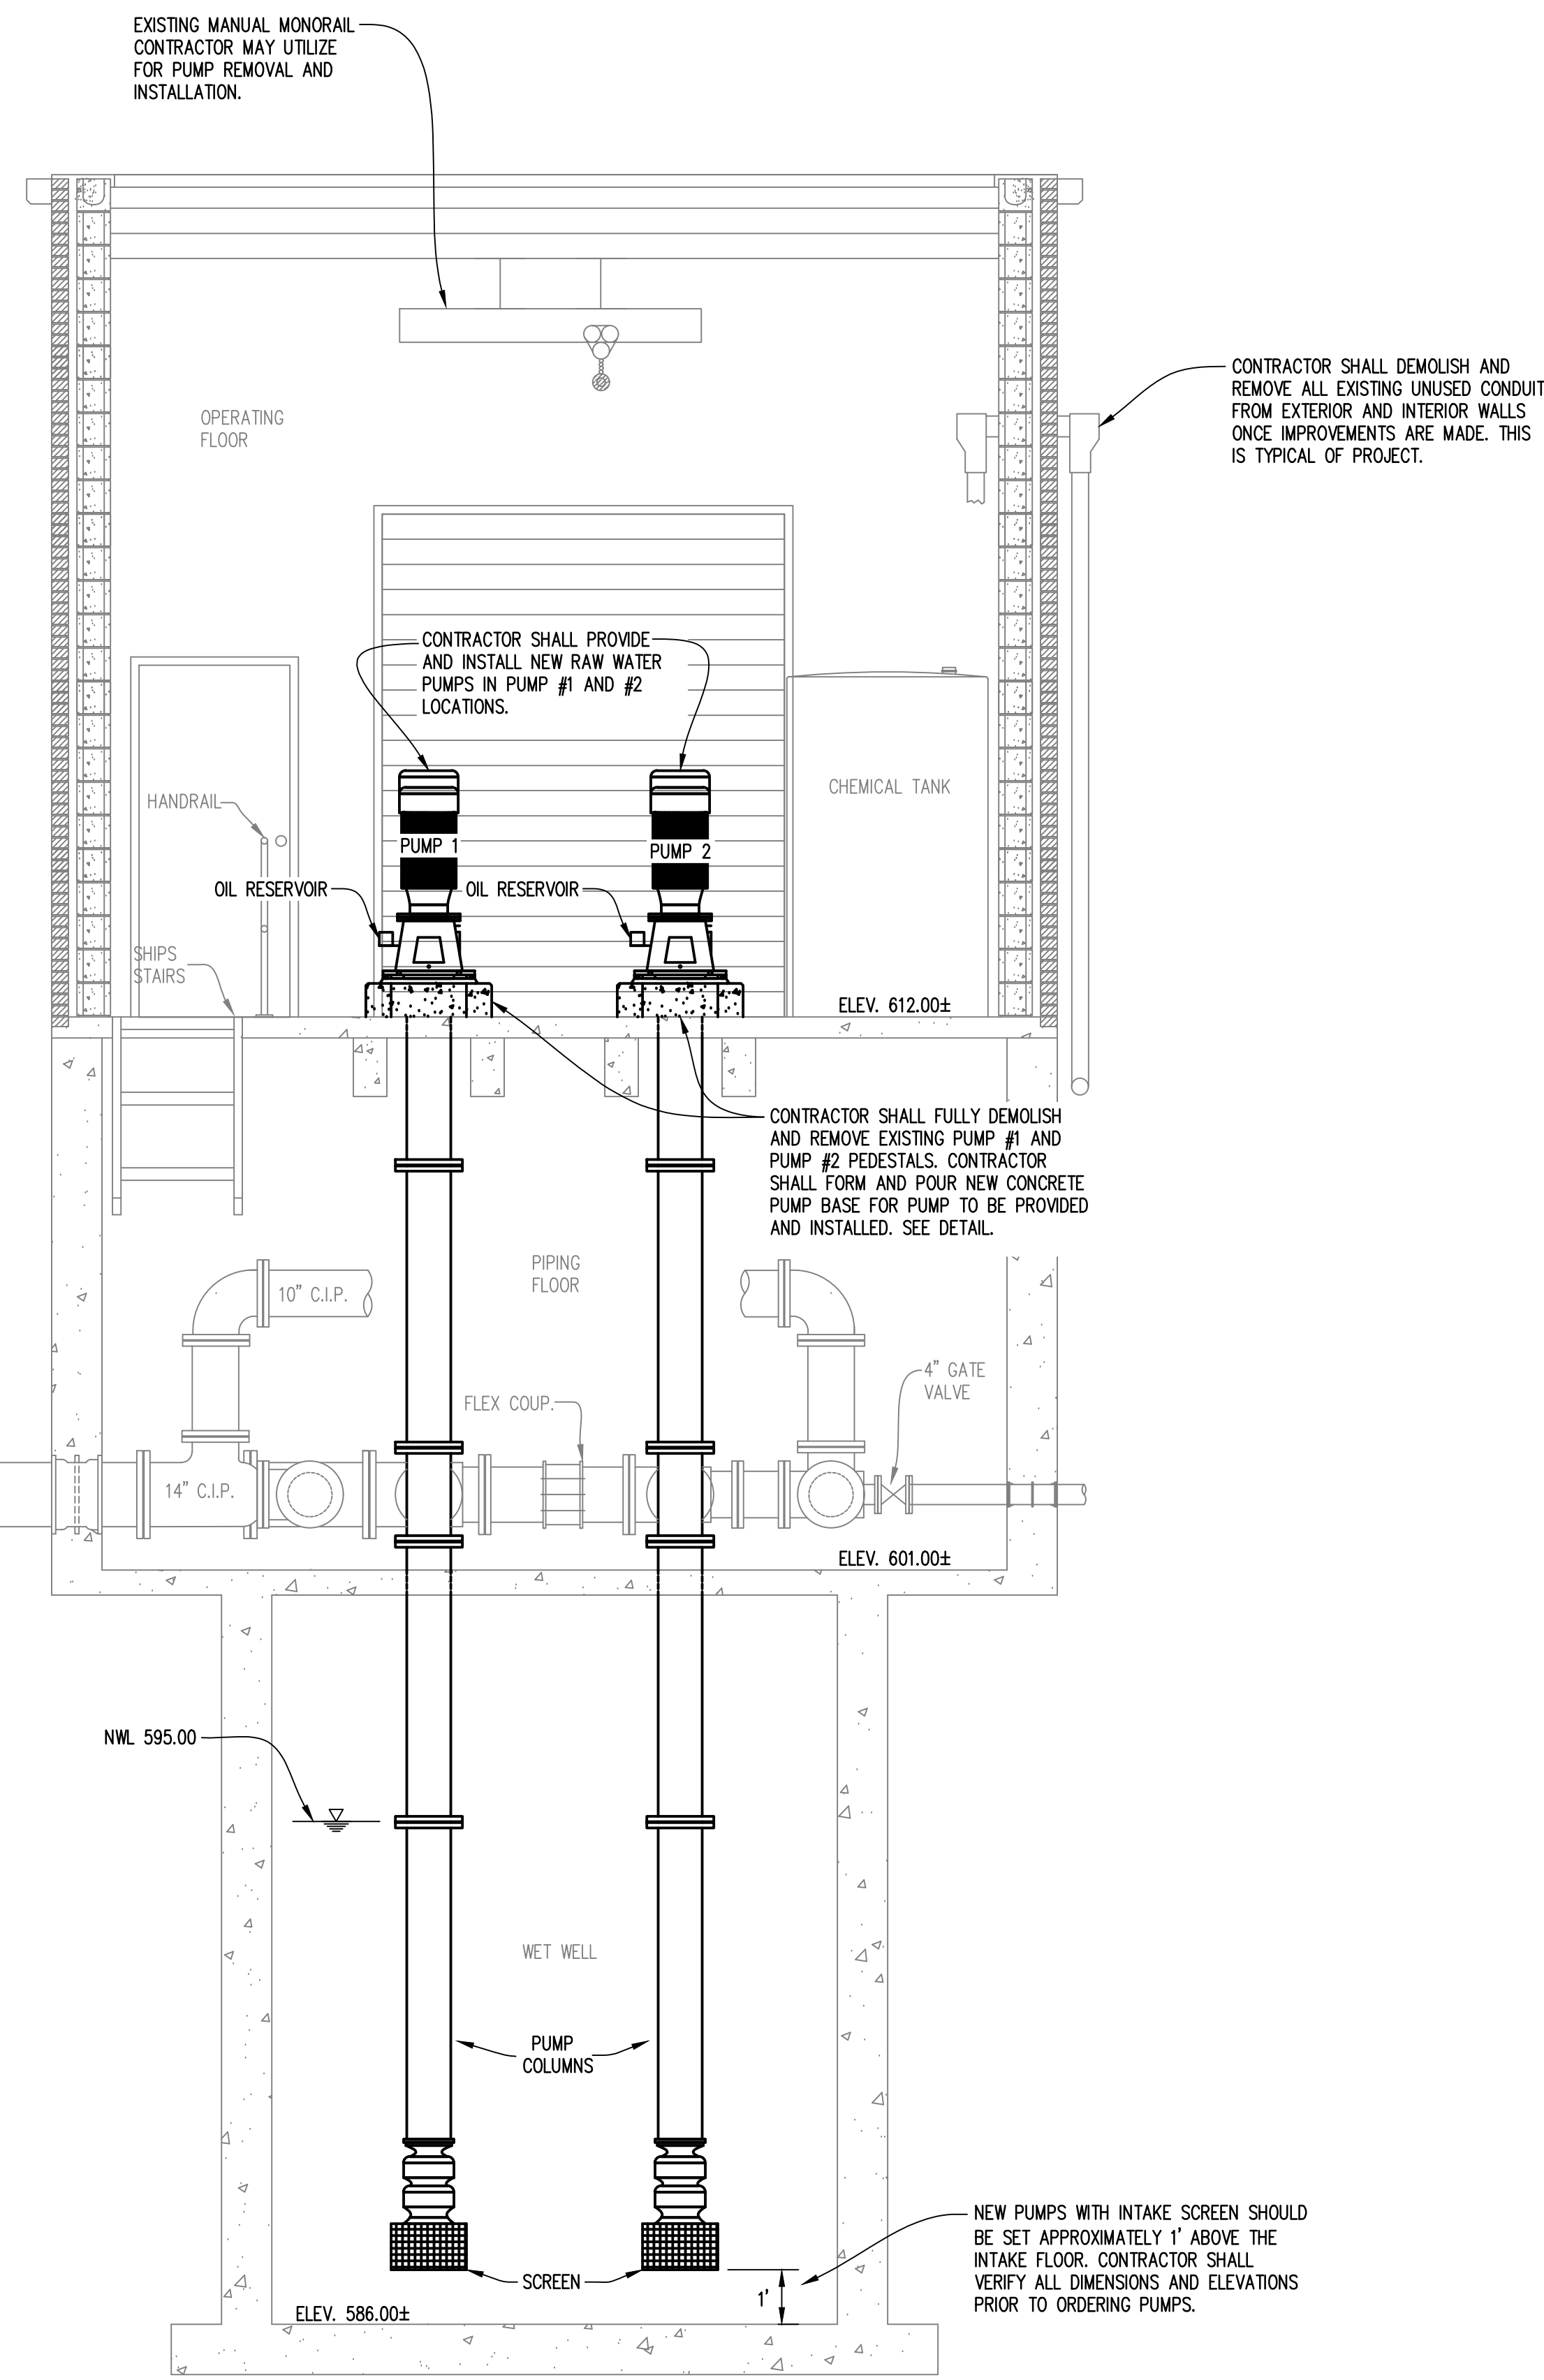 EXISTING MANUAL MONORAIL
CONTRACTOR MAY UTILIZE
FOR PUMP REMOVAL AND
INSTALLATION.
CONTRACTOR SHALL DEMOLISH AND
REMOVE ALL EXISTING UNUSED CONDUIT
FROM EXTERIOR AND INTERIOR WALLS
ONCE IMPROVEMENTS ARE MADE. THIS
IS TYPICAL OF PROJECT.
OPERATING
FLOOR
CONTRACTOR SHALL PROVIDE
AND INSTALL NEW RAW WATER
PUMPS IN PUMP #1 AND #2
LOCATIONS.
CHEMICAL TANK
HANDRAIL
PUMP 1
PUMP 2
OIL RESERVOIR
OIL RESERVOIR
SHIPS
STAIRS
ELEV. 612.00±
CONTRACTOR SHALL FULLY DEMOLISH
AND REMOVE EXISTING PUMP #1 AND
PUMP #2 PEDESTALS. CONTRACTOR
SHALL FORM AND POUR NEW CONCRETE
PUMP BASE FOR PUMP TO BE PROVIDED
AND INSTALLED. SEE DETAIL.
PIPING
FLOOR
10" C.I.P.
4" GATE
VALVE
FLEX COUP.
14" C.I.P.
ELEV. 601.00±
NWL 595.00
WET WELL
PUMP
COLUMNS
NEW PUMPS WITH INTAKE SCREEN SHOULD
BE SET APPROXIMATELY 1' ABOVE THE
INTAKE FLOOR. CONTRACTOR SHALL
VERIFY ALL DIMENSIONS AND ELEVATIONS
PRIOR TO ORDERING PUMPS.
SCREEN
1'
ELEV. 586.00±